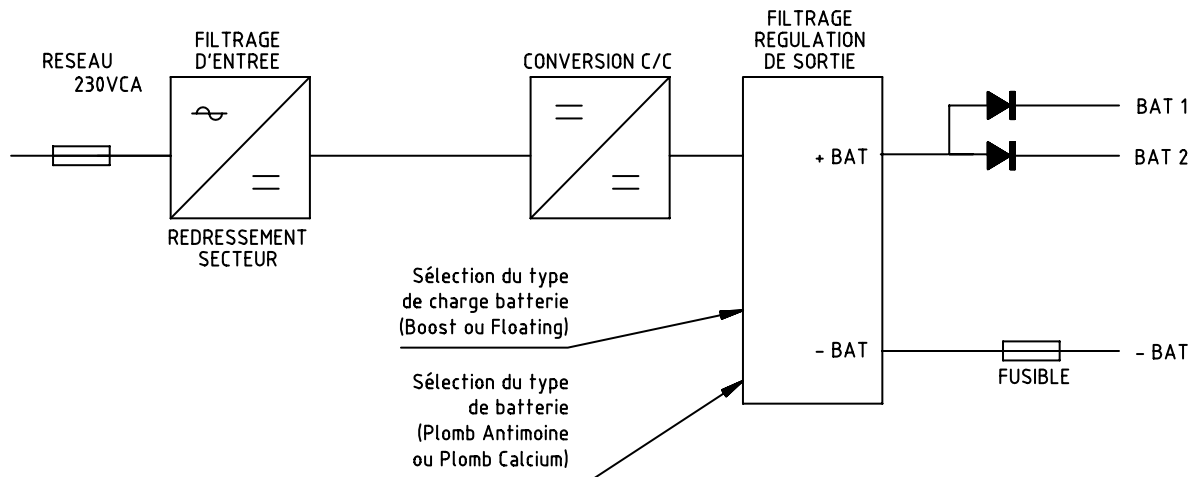 RESEAU
230VCA
FILTRAGE
D'ENTREE
REDRESSEMENT
SECTEUR
CONVERSION C/C
FILTRAGE
REGULATION
DE SORTIE
+ BAT
- BAT
BAT 1
BAT 2
- BAT
FUSIBLE
Sélection du type
de charge batterie
(Boost ou Floating)
Sélection du type
de batterie
(Plomb Antimoine
ou Plomb Calcium)